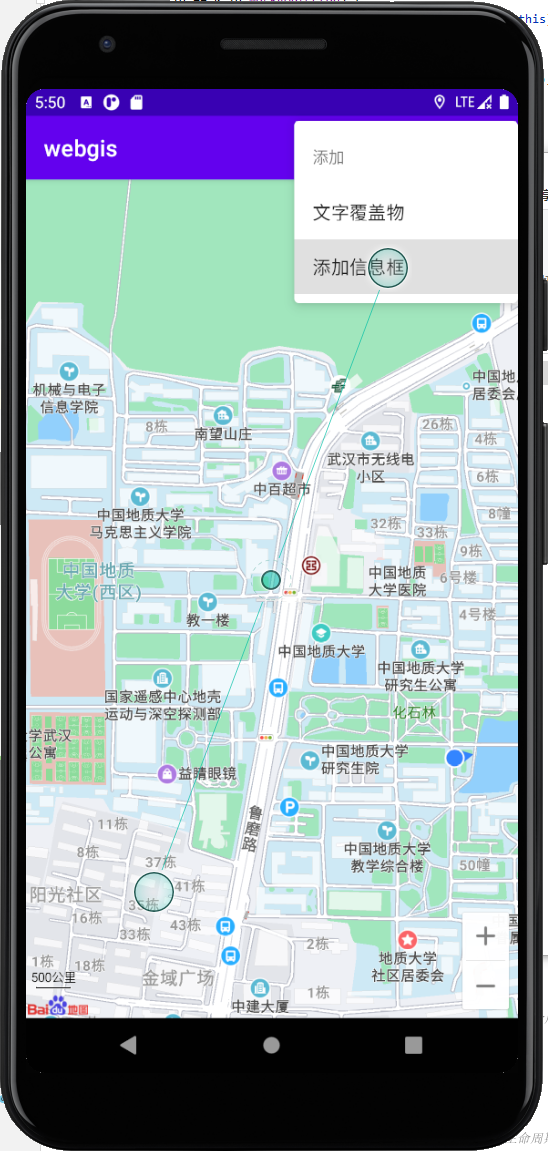 this
5:50
LTE
webgis
添加
文字覆盖物
添加信息框
机械与电子
信息学院
8栋
南望山庄
中国地
居委会
26栋
4栋
武汉市无线电
小区
6栋
中百超市
8幢
中国地质大学
马克思主义学院
32栋
33栋
9栋
中国地质
大学(西区)
中国地质
大学医院
6号楼
4号楼
教一楼
中国地质大学
中国地质大学
研究生公寓
国家遥感中心地壳
运动与深空探测部
化石林
学武汉
公寓
中国地质大学
研究生院
益晴眼镜
P
11栋
鲁磨路
8栋
37栋
中国地质大学
教学综合楼
50幢
41栋
阳光社区
16栋
43栋
33栋
2栋
1栋
18栋
地质大学
社区居委会
500公里
金域广场
1栋
中建大厦
Bai du 地图
生命周期